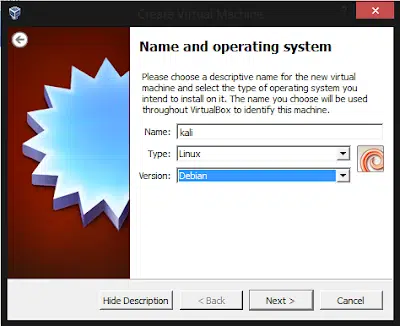 Create Virtual Machine
?
Name and operating system
Please choose a descriptive name for the new virtual
machine and select the type of operating system you
intend to install on it. The name you choose will be used
throughout VirtualBox to identify this machine.
Name: kali
Type: Linux
Version: Debian
Hide Description < Back Next > Cancel